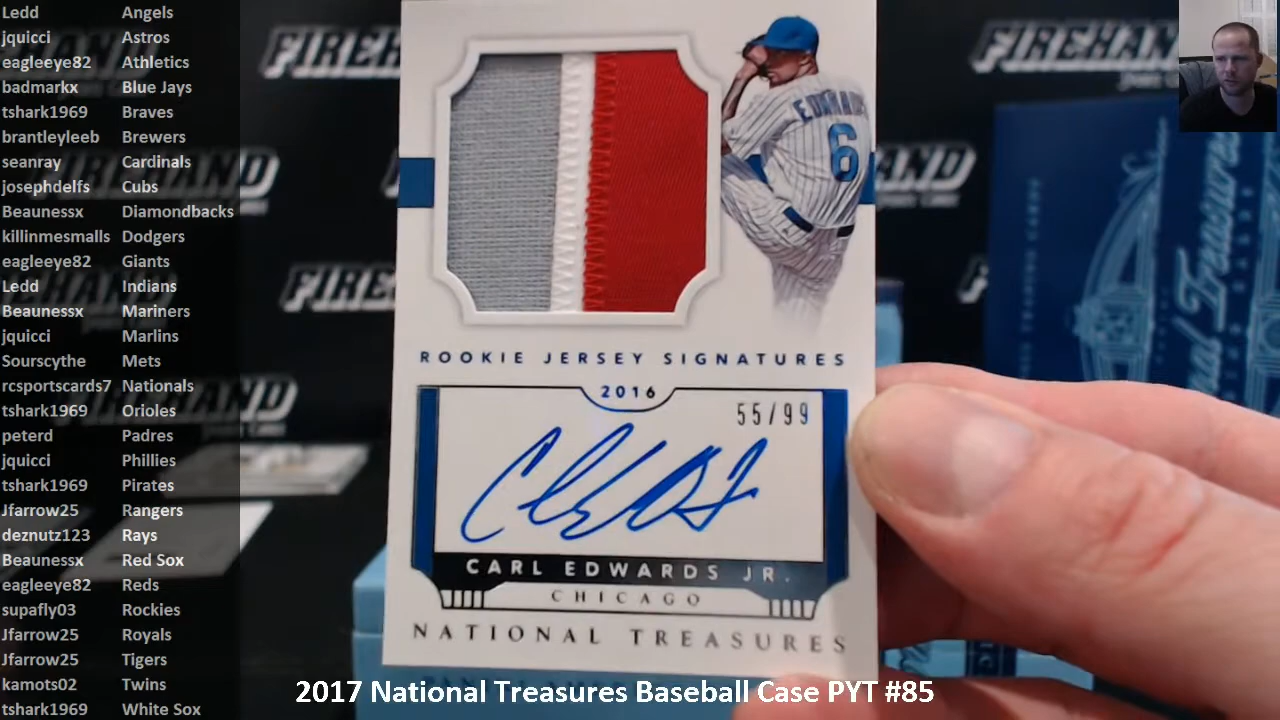 Ledd Angels
jquicci Astros
eagleeye82 Athletics
badmarkx Blue Jays
tshark1969 Braves
brantleyleeb Brewers
seanray Cardinals
josephdelfs Cubs
Beaunessx Diamondbacks
killinmesmalls Dodgers
eagleeye82 Giants
Ledd Indians
Beaunessx Mariners
jquicci Marlins
Sourscythe Mets
rcsportscards7 Nationals
tshark1969 Orioles
peterd Padres
jquicci Phillies
tshark1969 Pirates
Jfarrow25 Rangers
deznutz123 Rays
Beaunessx Red Sox
eagleeye82 Reds
supafly03 Rockies
Jfarrow25 Royals
Jfarrow25 Tigers
kamots02 Twins
tshark1969 White Sox
FIREHAND
FIREHAND
FIREHAND
EDWARDS
6
ROOKIE JERSEY SIGNATURES
2016
55/99
CARL EDWARDS JR.
CHICAGO
NATIONAL TREASURES
2017 National Treasures Baseball Case PYT #85